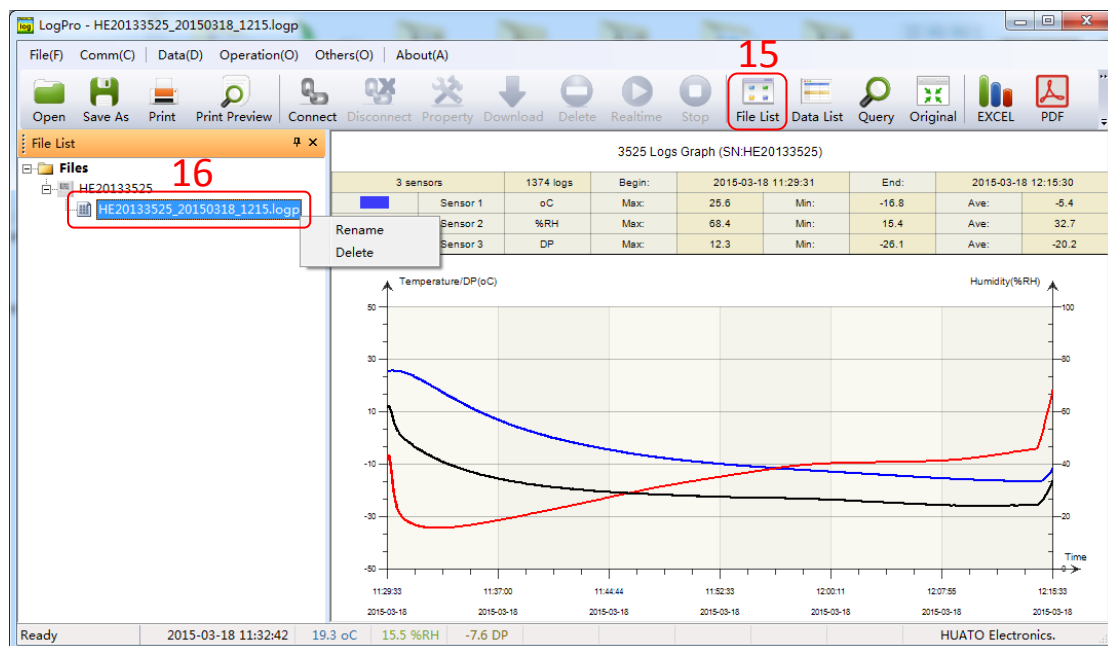 LogPro - HE20133525_20150318_1215.logp
File(F) Comm(C) Data(D) Operation(O) Others(O) About(A)
15
Open Save As Print Print Preview Connect Disconnect Property Download Delete Realtime Stop File List Data List Query Original EXCEL PDF
File List
Files
16
HE20133525
HE20133525_20150318_1215.logp
Rename
Delete
3525 Logs Graph (SN:HE20133525)
3 sensors 1374 logs Begin: 2015-03-18 11:29:31 End: 2015-03-18 12:15:30
Sensor 1 oC Max: 25.6 Min: -16.8 Ave: -5.4
Sensor 2 %RH Max: 68.4 Min: 15.4 Ave: 32.7
Sensor 3 DP Max: 12.3 Min: -26.1 Ave: -20.2
Temperature/DP(oC) Humidity(%RH)
50 100
30 80
10 60
-10 40
-30 20
Time
-50 0
11:29:33 11:37:00 11:44:44 11:52:33 12:00:11 12:07:55 12:15:33
2015-03-18 2015-03-18 2015-03-18 2015-03-18 2015-03-18 2015-03-18 2015-03-18
Ready 2015-03-18 11:32:42 19.3 oC 15.5 %RH -7.6 DP HUATO Electronics.